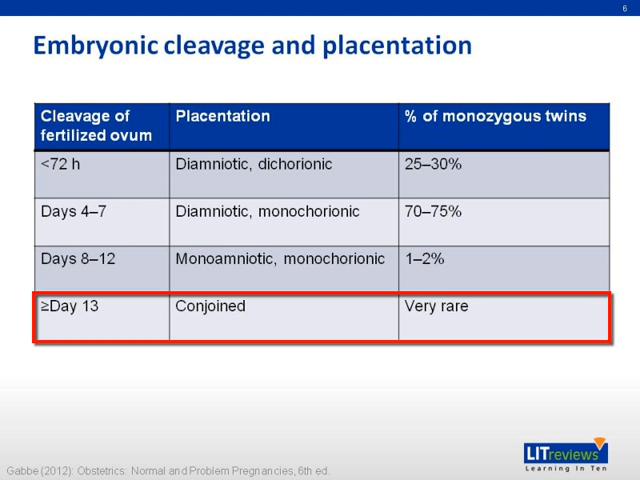 6
Embryonic cleavage and placentation
Cleavage of fertilized ovum Placentation % of monozygous twins
<72 h Diamniotic, dichorionic 25–30%
Days 4–7 Diamniotic, monochorionic 70–75%
Days 8–12 Monoamniotic, monochorionic 1–2%
≥Day 13 Conjoined Very rare
LITreviews
Learning In Ten
Gabbe (2012): Obstetrics: Normal and Problem Pregnancies, 6th ed.